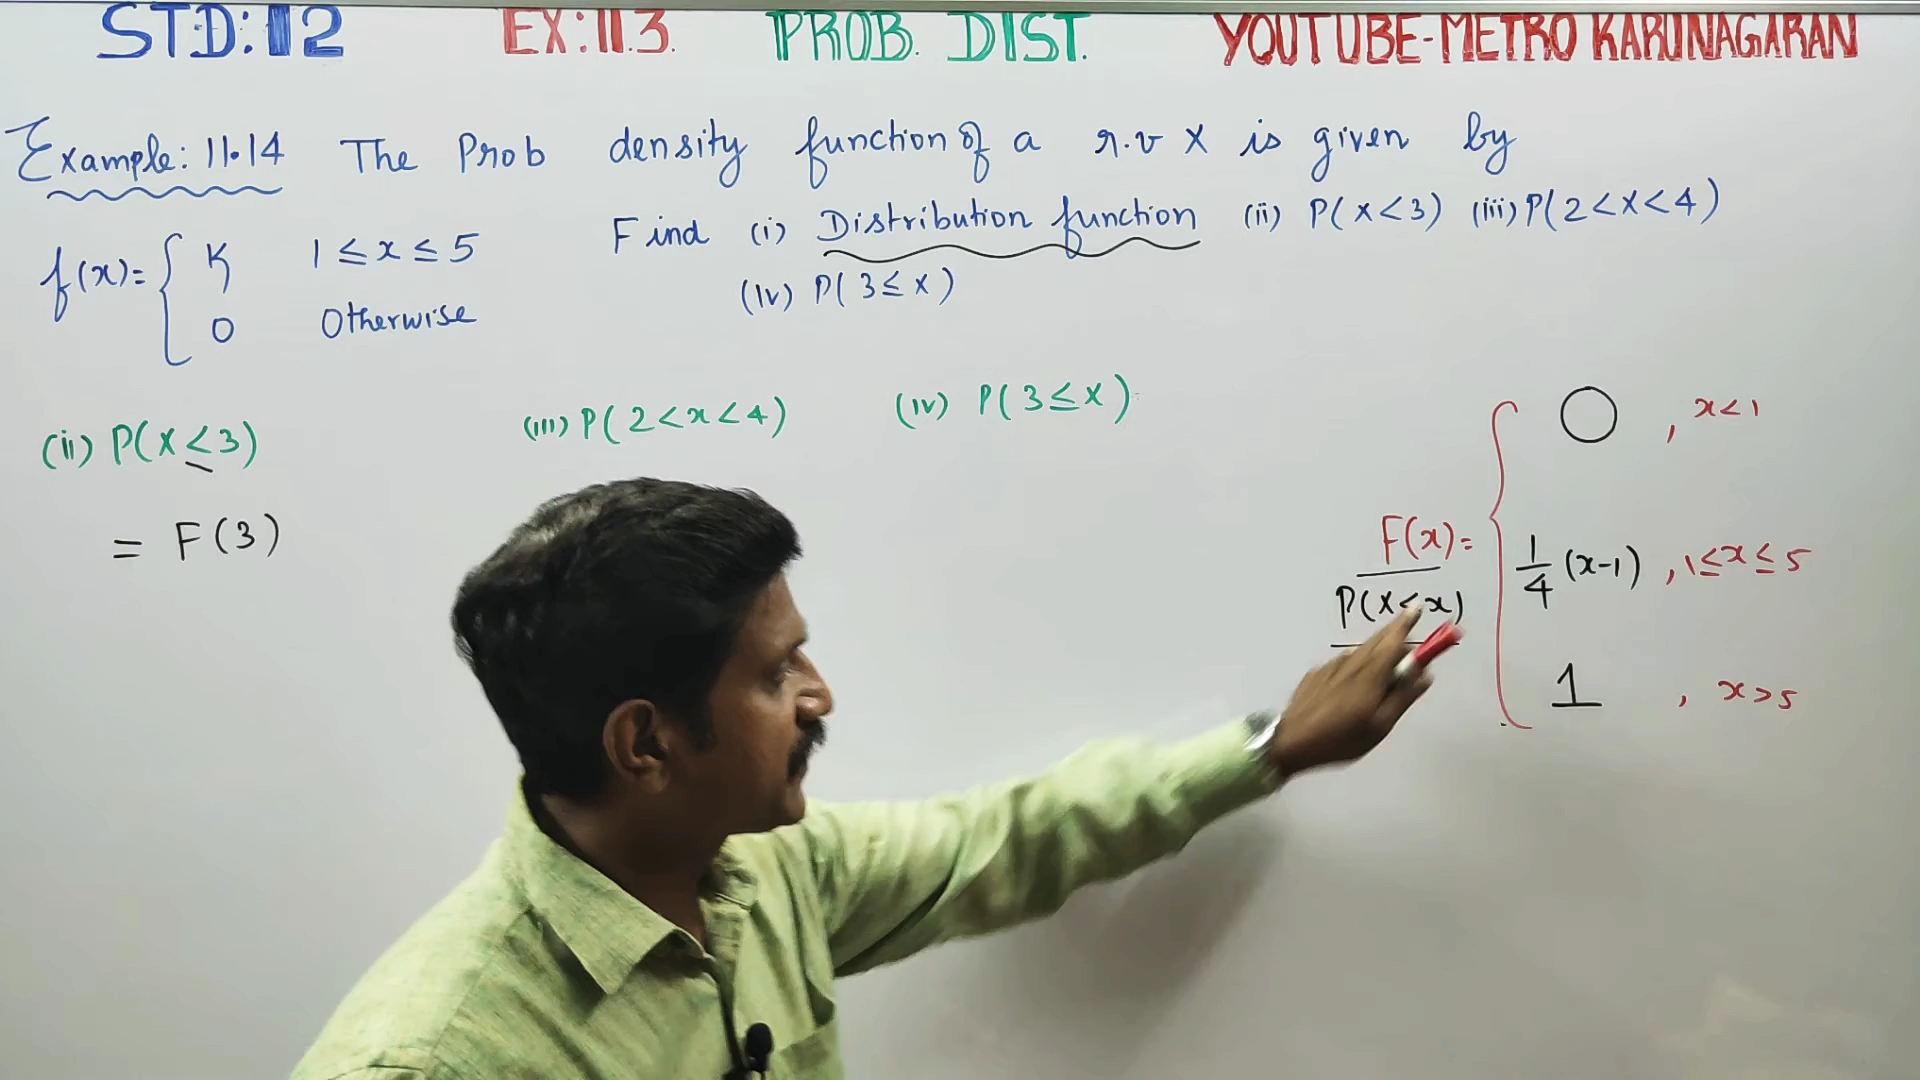 STD: 12 EX: 11.3. PROB. DIST. YOUTUBE-METRO KARUNAGARAN
Example: 11.14 The Prob density function of a r.v X is given by
f(x)= { K 1 ≤ x ≤ 5
0 Otherwise
Find (i) Distribution function (ii) P(X<3) (iii) P(2<X<4)
(iv) P(3≤X)
(ii) P(X<3) (iii) P(2<x<4) (iv) P(3≤X)
= F(3)
F(x)= { 0 , x<1
1/4 (x-1) , 1≤x≤5
1 , x>5
P(X≤x)